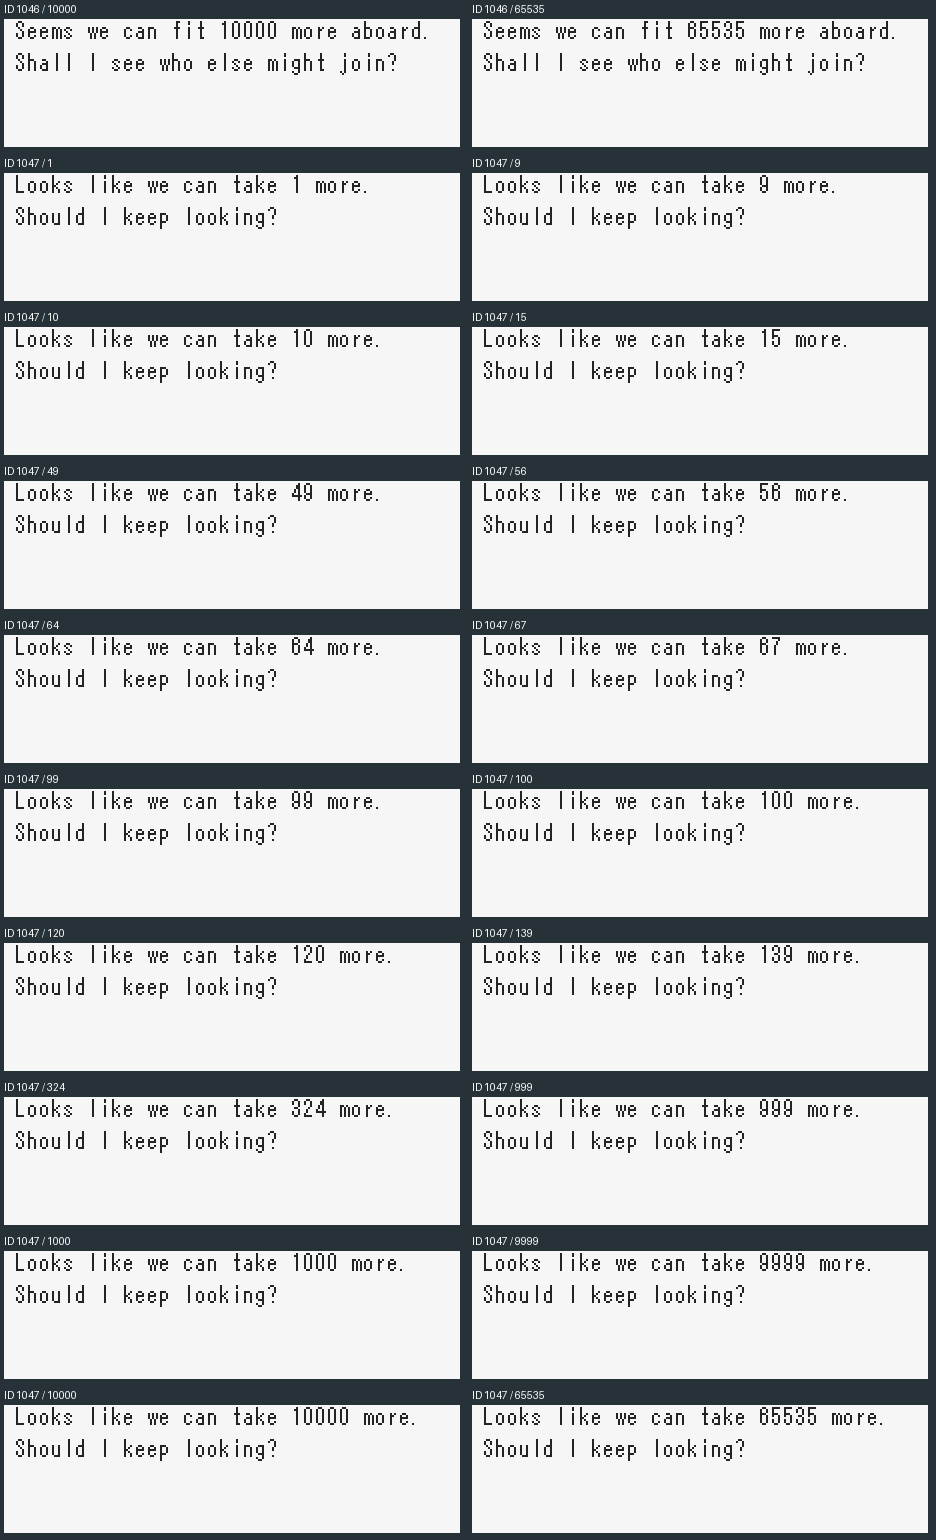 ID 1046 / 10000
Seems we can fit 10000 more aboard.
Shall I see who else might join?
ID 1046 / 65535
Seems we can fit 65535 more aboard.
Shall I see who else might join?
ID 1047 / 1
Looks like we can take 1 more.
Should I keep looking?
ID 1047 / 9
Looks like we can take 9 more.
Should I keep looking?
ID 1047 / 10
Looks like we can take 10 more.
Should I keep looking?
ID 1047 / 15
Looks like we can take 15 more.
Should I keep looking?
ID 1047 / 49
Looks like we can take 49 more.
Should I keep looking?
ID 1047 / 56
Looks like we can take 56 more.
Should I keep looking?
ID 1047 / 64
Looks like we can take 64 more.
Should I keep looking?
ID 1047 / 67
Looks like we can take 67 more.
Should I keep looking?
ID 1047 / 99
Looks like we can take 99 more.
Should I keep looking?
ID 1047 / 100
Looks like we can take 100 more.
Should I keep looking?
ID 1047 / 120
Looks like we can take 120 more.
Should I keep looking?
ID 1047 / 139
Looks like we can take 139 more.
Should I keep looking?
ID 1047 / 324
Looks like we can take 324 more.
Should I keep looking?
ID 1047 / 999
Looks like we can take 999 more.
Should I keep looking?
ID 1047 / 1000
Looks like we can take 1000 more.
Should I keep looking?
ID 1047 / 9999
Looks like we can take 9999 more.
Should I keep looking?
ID 1047 / 10000
Looks like we can take 10000 more.
Should I keep looking?
ID 1047 / 65535
Looks like we can take 65535 more.
Should I keep looking?